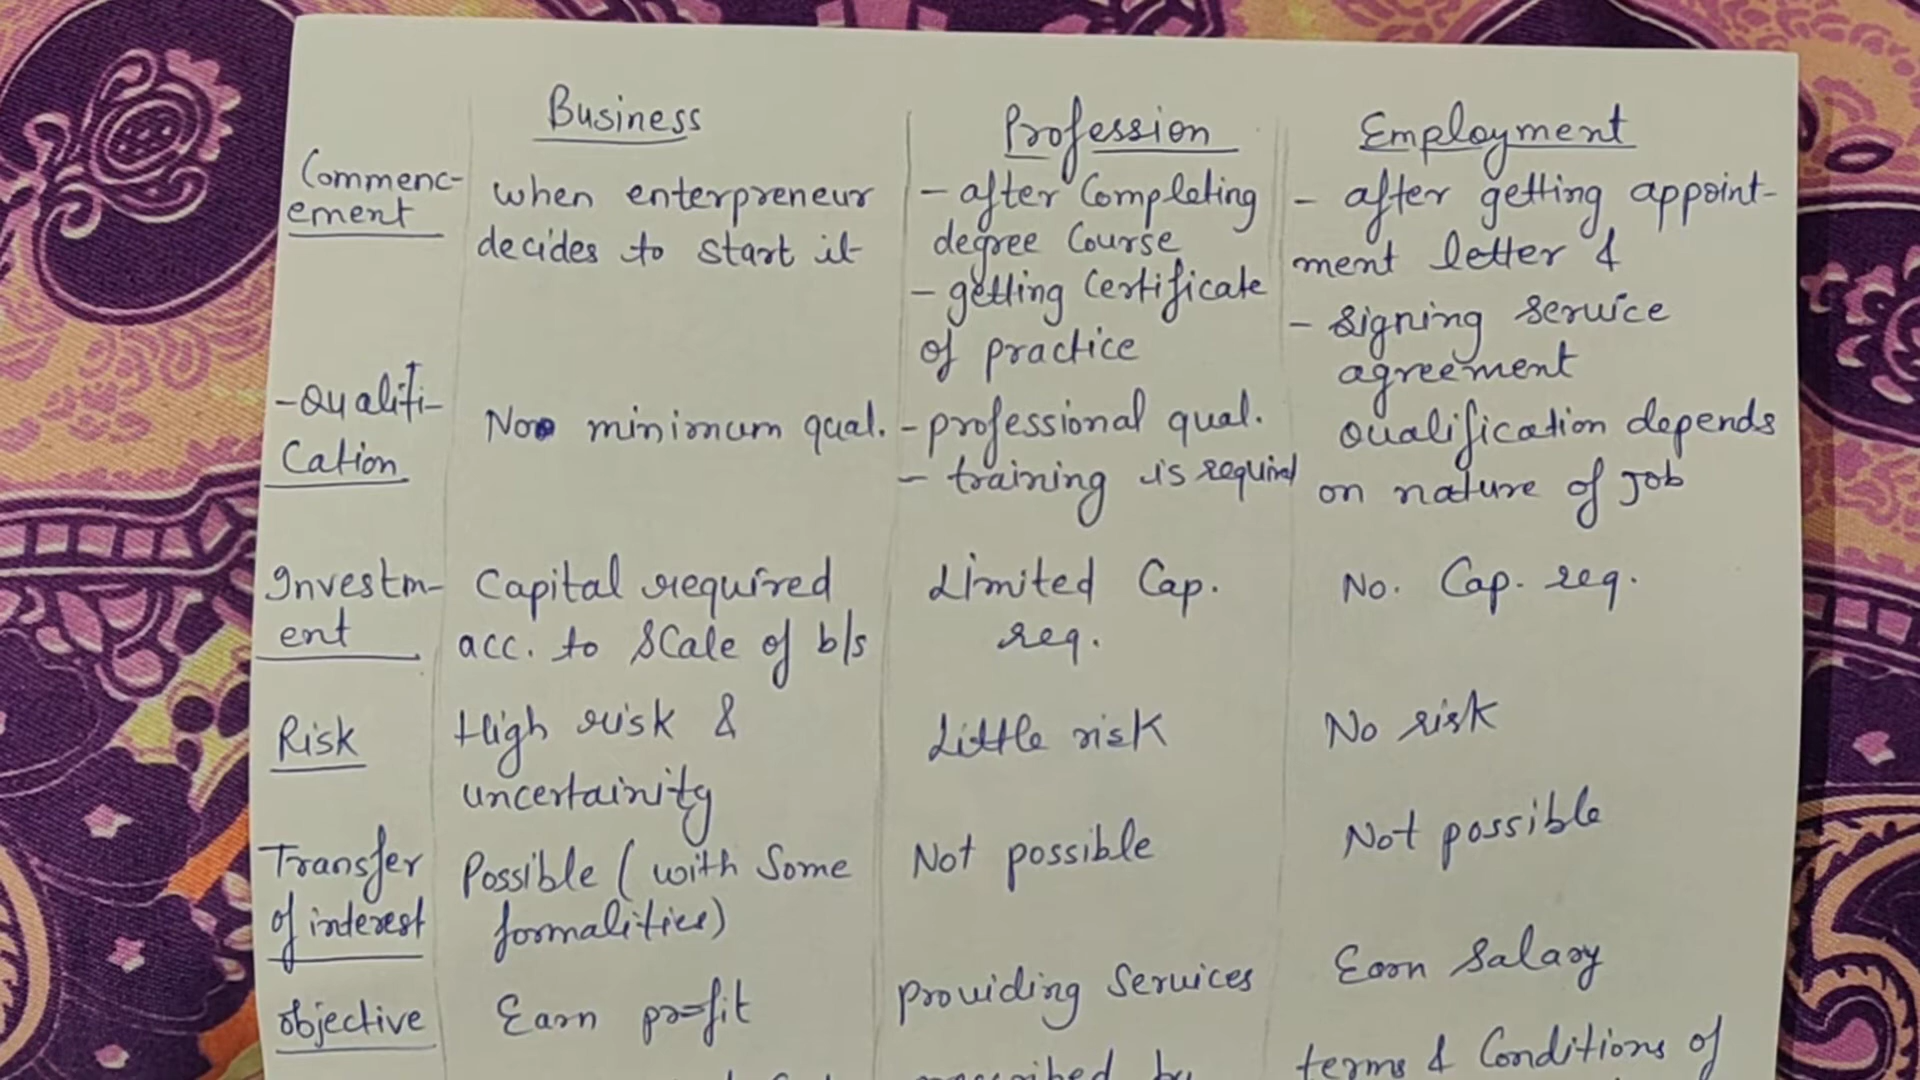 Business
Profession
Employment
Commenc-
ement
when enterpreneur
decides to start it
- after Completing
degree Course
- getting Certificate
of practice
- after getting appoint-
ment letter &
- signing service
agreement
- Qualifi-
Cation
No minimum qual.
- professional qual.
- training is required
Qualification depends
on nature of Job
Investm-
ent
Capital required
acc. to Scale of b/s
Limited Cap.
req.
No. Cap. req.
Risk
High risk &
uncertainity
Little risk
No risk
Transfer
of interest
Possible (with Some
formalities)
Not possible
Not possible
objective
Earn profit
providing Services
Earn Salary
by
terms & Conditions of